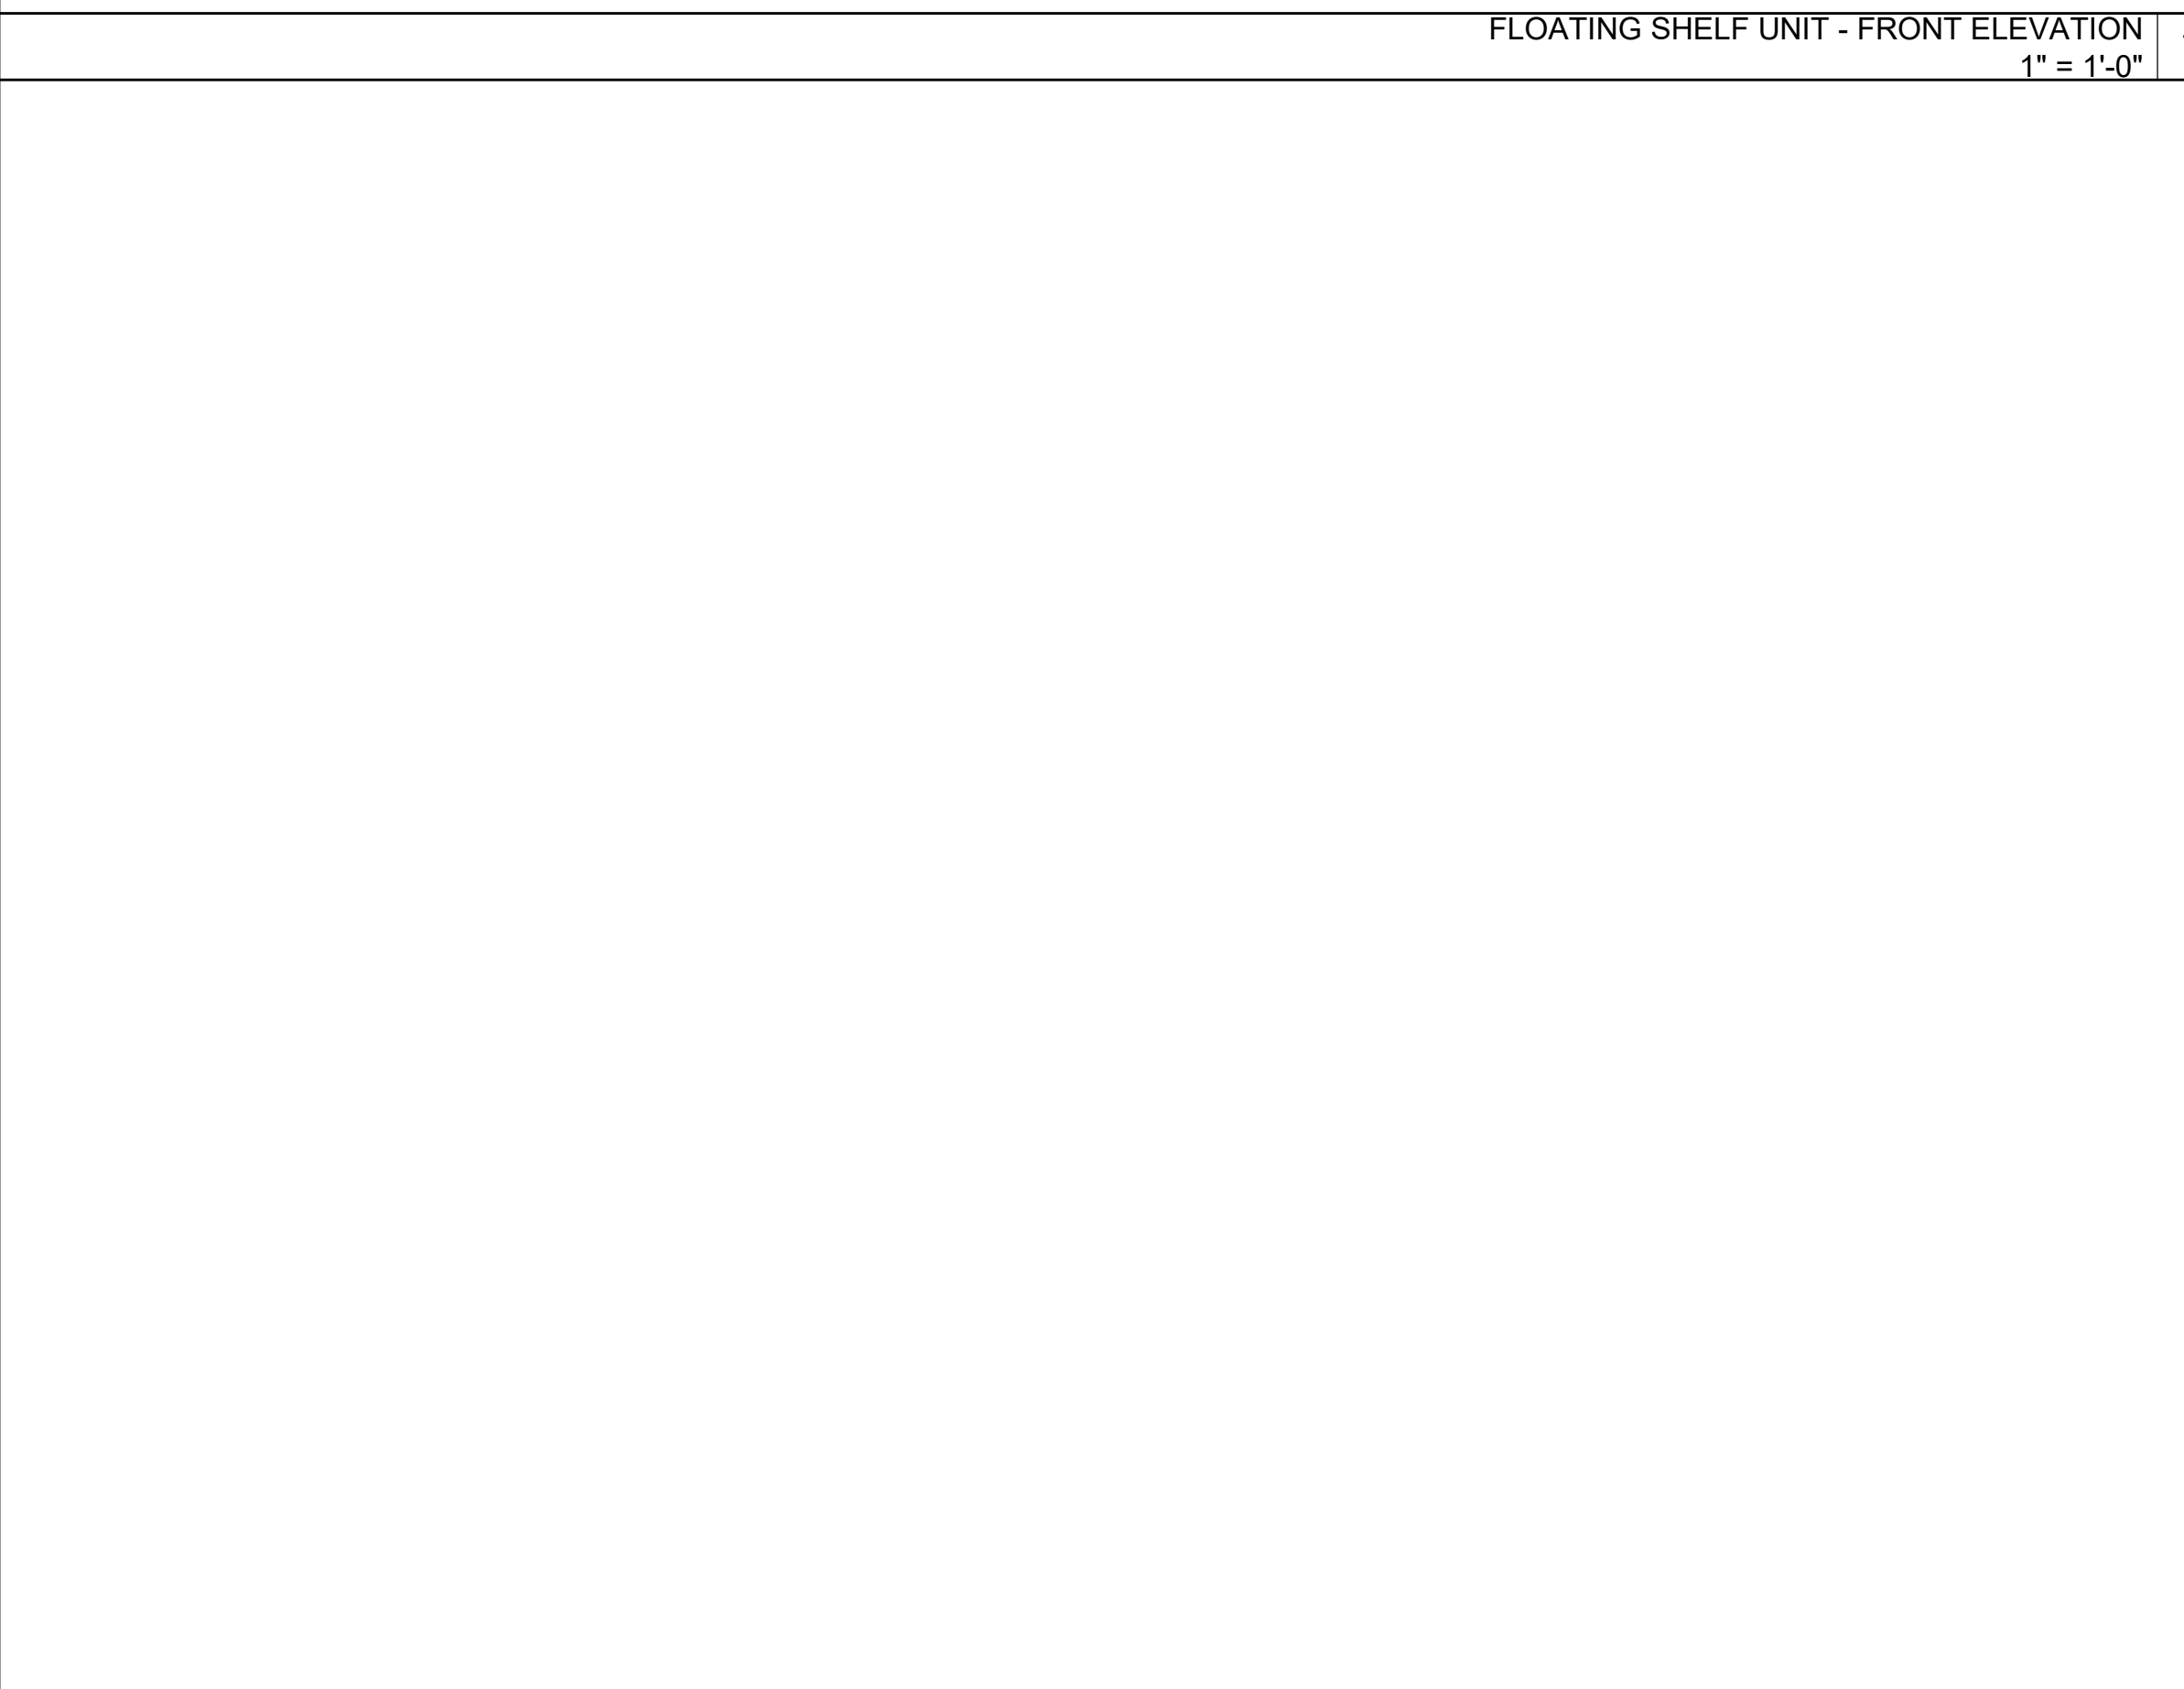 FLOATING SHELF UNIT - FRONT ELEVATION
1" = 1'-0"